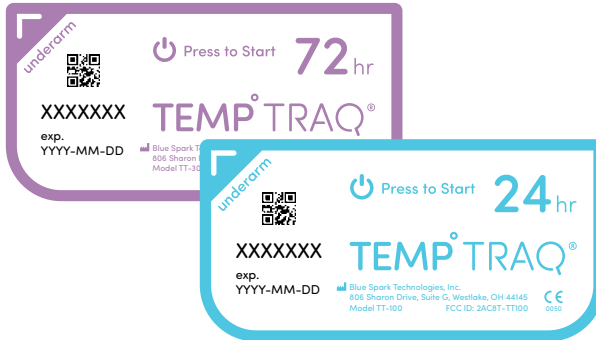 underarm
Press to Start
72 hr
XXXXXXX
TEMP° TRAQ®
exp.
YYYY-MM-DD
Blue Spark
806 Sharon
underarm
Press to Start
24 hr
XXXXXXX
TEMP° TRAQ®
exp.
YYYY-MM-DD
Blue Spark Technologies, Inc.
806 Sharon Drive, Suite G, Westlake, OH 44145
Model TT-100 FCC ID: 2AC8T-TT100
CE
0050